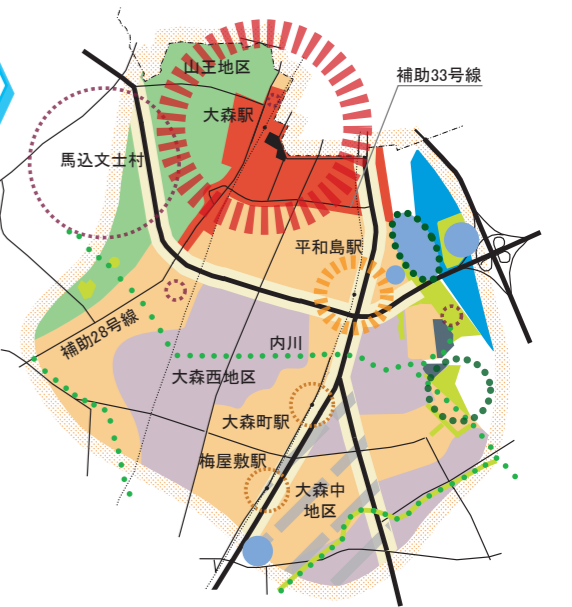 山王地区
補助33号線
大森駅
馬込文士村
平和島駅
補助28号線
内川
大森西地区
大森町駅
梅屋敷駅
大森中
地区